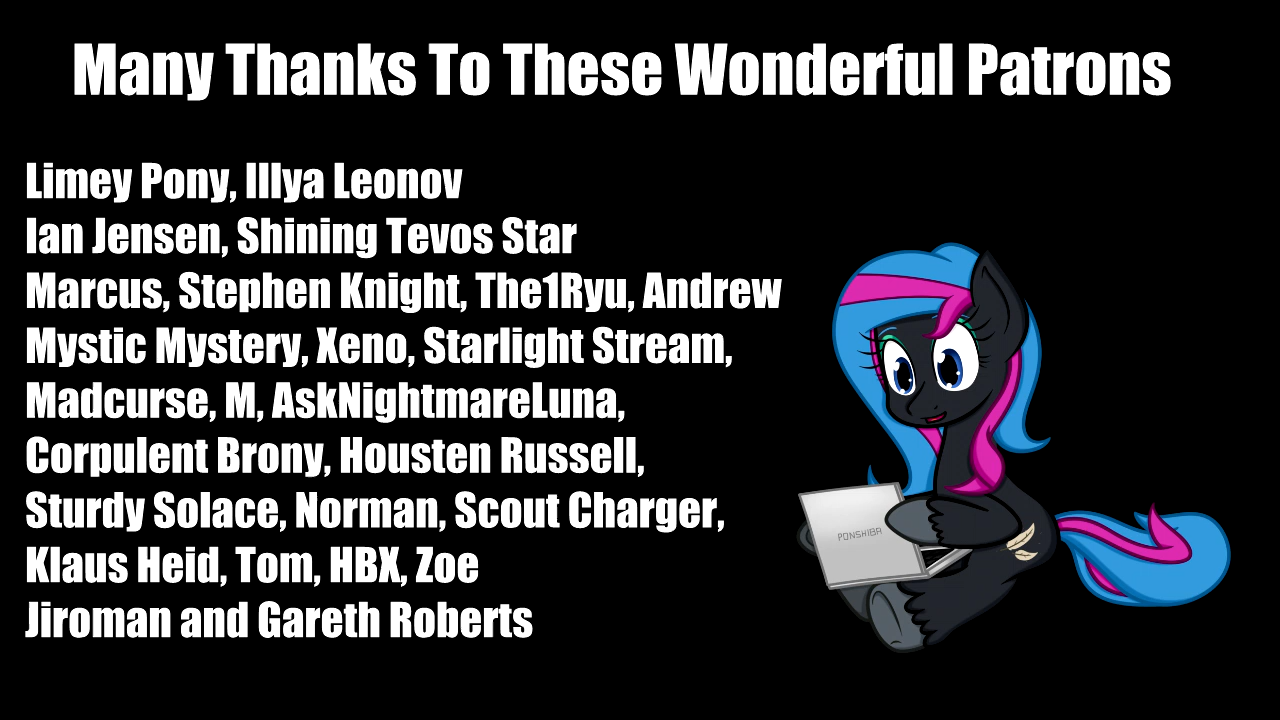 Many Thanks To These Wonderful Patrons
Limey Pony, Illya Leonov
Ian Jensen, Shining Tevos Star
Marcus, Stephen Knight, The1Ryu, Andrew
Mystic Mystery, Xeno, Starlight Stream,
Madcurse, M, AskNightmareLuna,
Corpulent Brony, Housten Russell,
Sturdy Solace, Norman, Scout Charger,
Klaus Heid, Tom, HBX, Zoe
Jiroman and Gareth Roberts
PONSHIBA